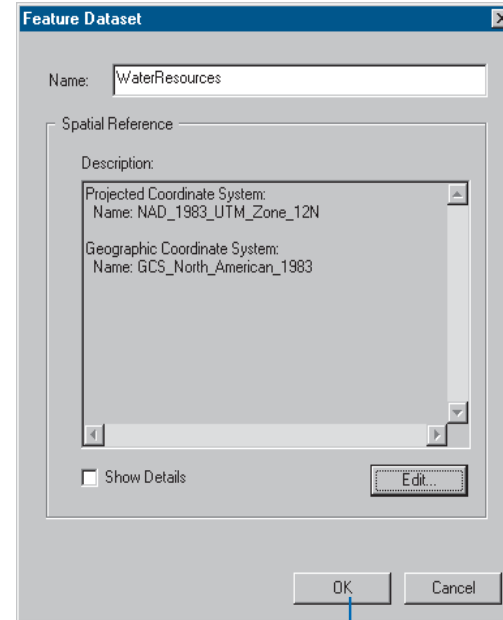 Feature Dataset
Name: WaterResources
Spatial Reference
Description:
Projected Coordinate System:
Name: NAD_1983_UTM_Zone_12N
Geographic Coordinate System:
Name: GCS_North_American_1983
Show Details
Edit...
OK Cancel